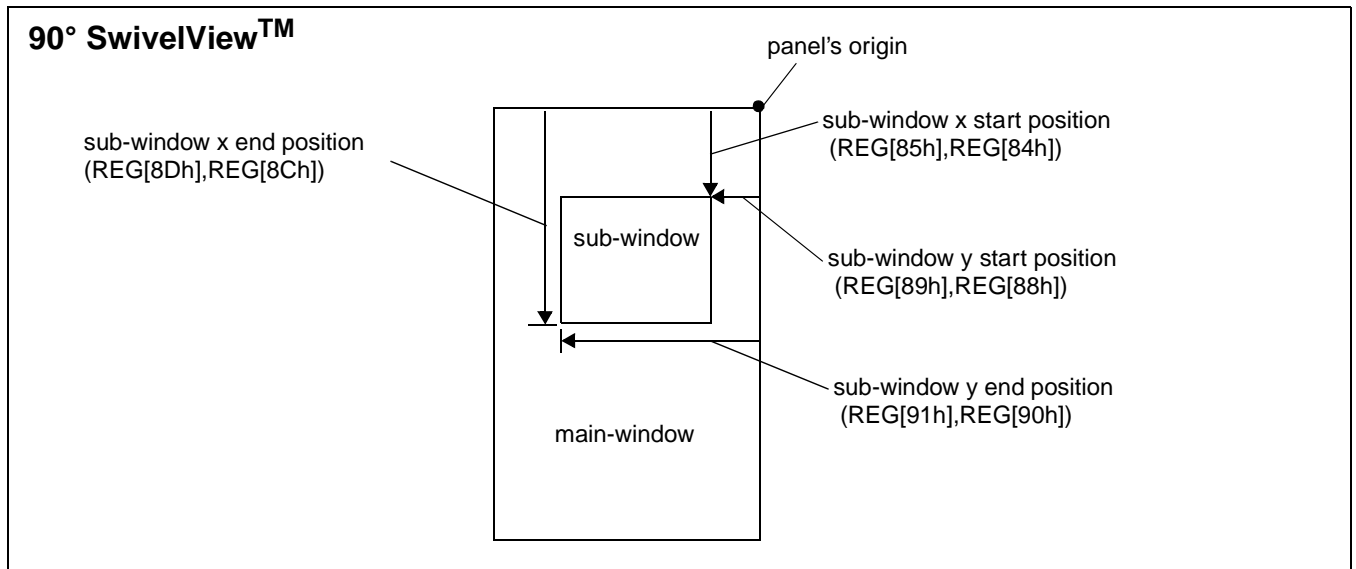 90° SwivelView™
panel's origin
sub-window x start position
(REG[85h],REG[84h])
sub-window x end position
(REG[8Dh],REG[8Ch])
sub-window
sub-window y start position
(REG[89h],REG[88h])
sub-window y end position
(REG[91h],REG[90h])
main-window